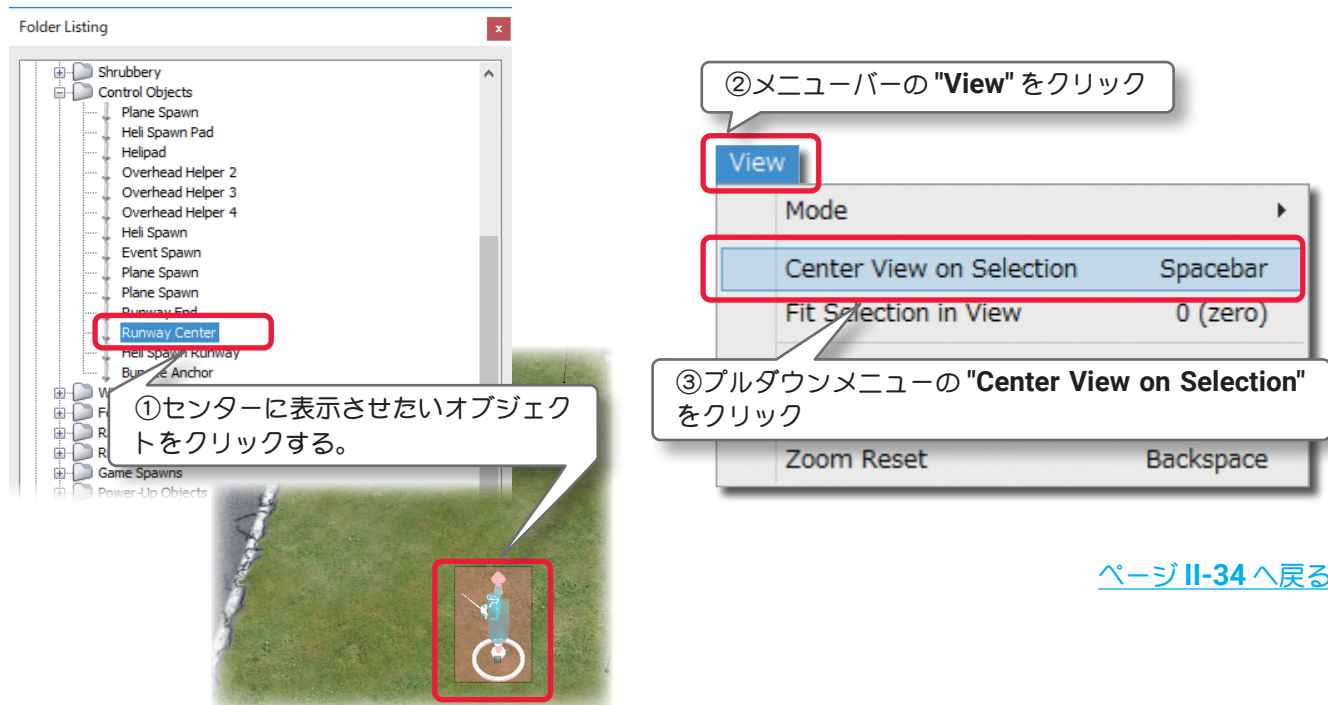 Folder Listing
x
Shrubbery
Control Objects
Plane Spawn
Heli Spawn Pad
Helipad
Overhead Helper 2
Overhead Helper 3
Overhead Helper 4
Heli Spawn
Event Spawn
Plane Spawn
Plane Spawn
Runway End
Runway Center
Heli Spawn Runway
Anchor
①センターに表示させたいオブジェク
トをクリックする。
Game Spawns
Power-Up Objects
②メニューバーの "View" をクリック
View
Mode
Center View on Selection Spacebar
Fit Selection in View 0 (zero)
③プルダウンメニューの "Center View on Selection"
をクリック
Zoom Reset Backspace
ページ II-34 へ戻る